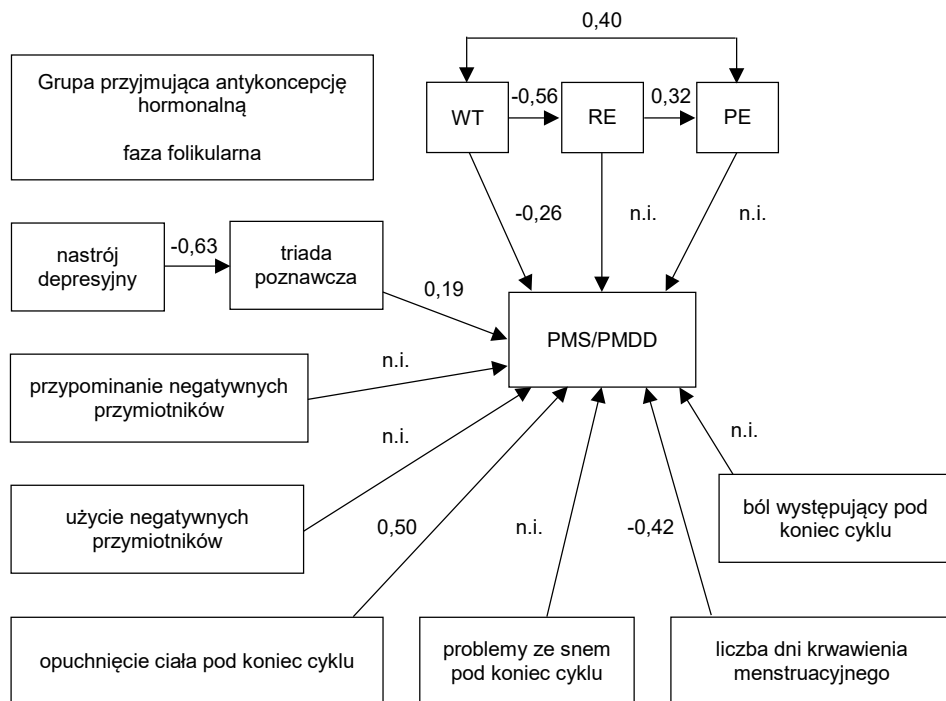 0,40
Grupa przyjmująca antykoncepcję
hormonalną
faza folikularna
WT
-0,56
RE
0,32
PE
-0,26
n.i.
n.i.
nastrój
depresyjny
-0,63
triada
poznawcza
0,19
PMS/PMDD
przypominanie negatywnych
przymiotników
n.i.
użycie negatywnych
przymiotników
n.i.
opuchnięcie ciała pod koniec cyklu
0,50
problemy ze snem
pod koniec cyklu
n.i.
liczba dni krwawienia
menstruacyjnego
-0,42
ból występujący pod
koniec cyklu
n.i.